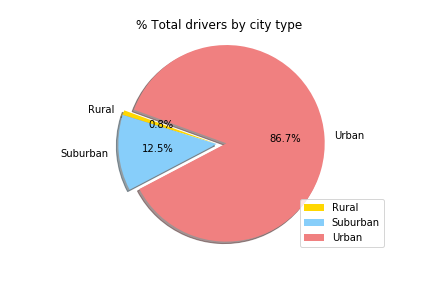 % Total drivers by city type
Rural
0.8%
86.7%
Urban
Suburban
12.5%
Rural
Suburban
Urban